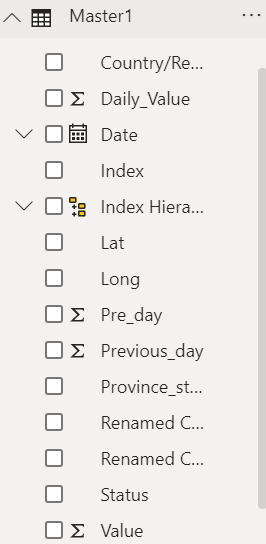 Master1
Country/Re...
Σ Daily_Value
Date
Index
Index Hiera...
Lat
Long
Σ Pre_day
Σ Previous_day
Province_st...
Renamed C...
Renamed C...
Status
Σ Value